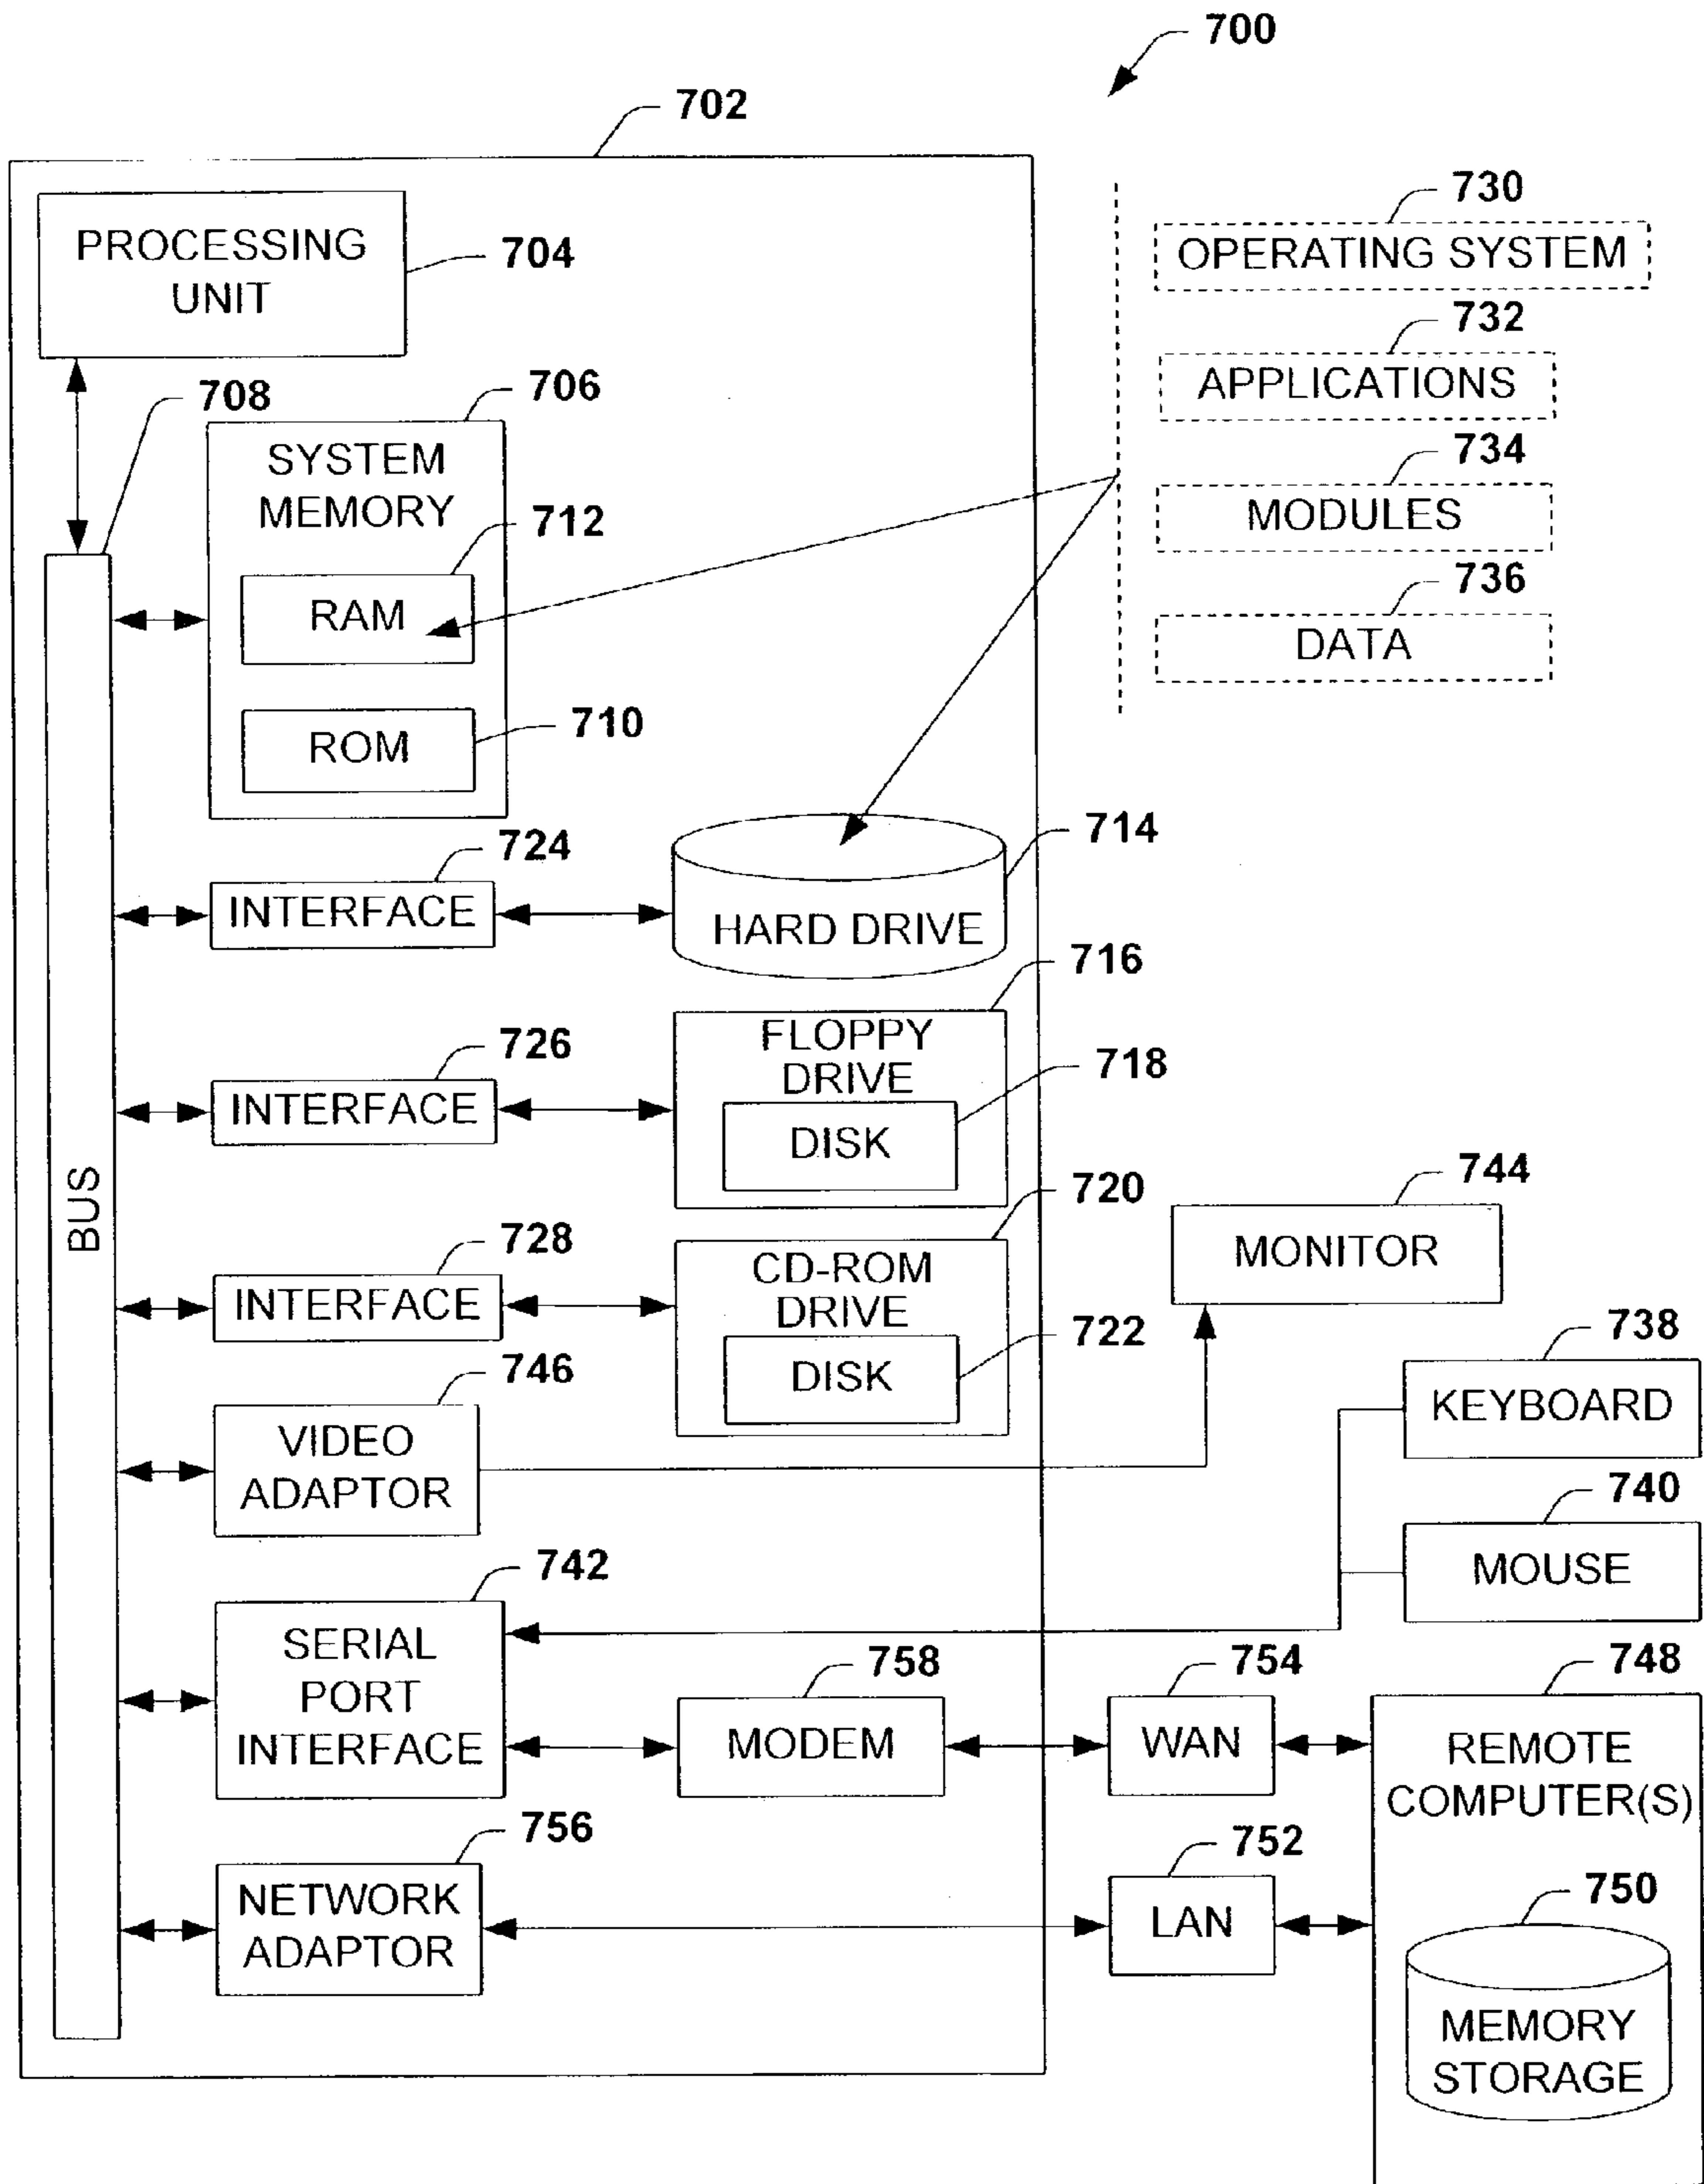 700
702
PROCESSING
UNIT
704
730
OPERATING SYSTEM
732
APPLICATIONS
734
MODULES
736
DATA
708
706
SYSTEM
MEMORY
712
RAM
710
ROM
BUS
724
INTERFACE
714
HARD DRIVE
726
INTERFACE
716
FLOPPY
DRIVE
718
DISK
728
INTERFACE
720
CD-ROM
DRIVE
722
DISK
744
MONITOR
738
KEYBOARD
740
MOUSE
746
VIDEO
ADAPTOR
742
SERIAL
PORT
INTERFACE
758
MODEM
754
WAN
748
REMOTE
COMPUTER(S)
756
NETWORK
ADAPTOR
752
LAN
750
MEMORY
STORAGE